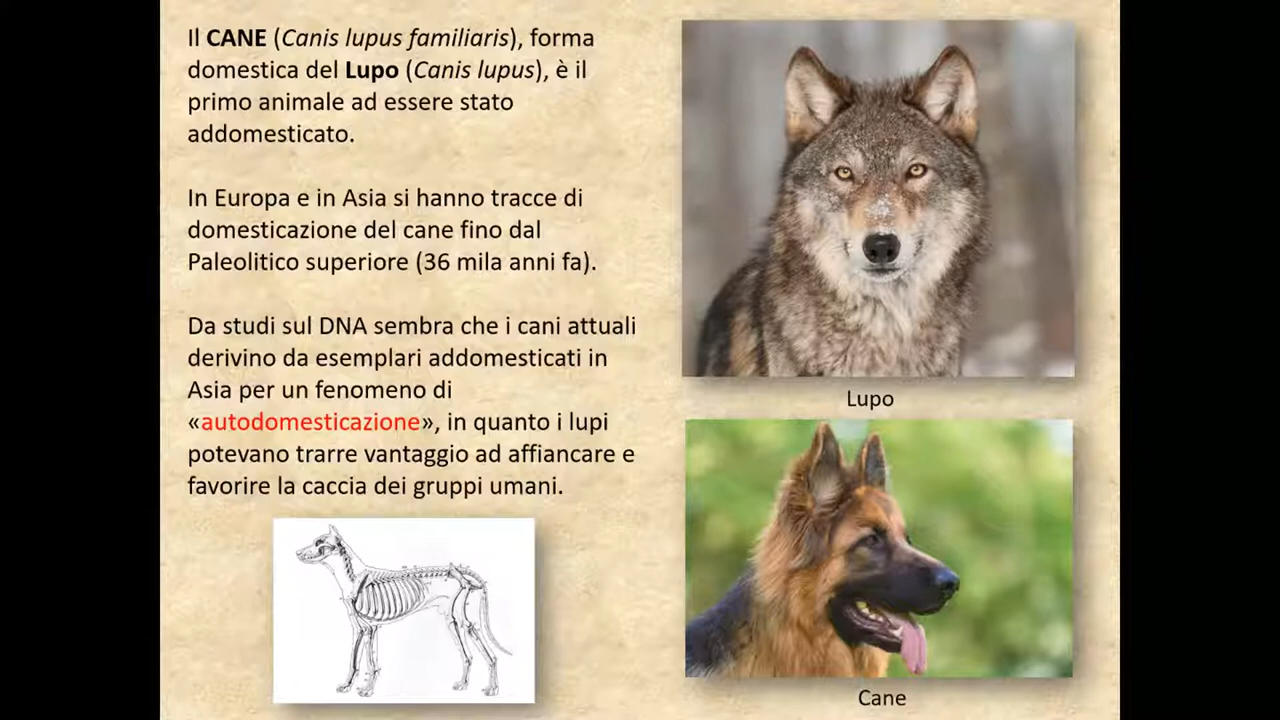 Il CANE (Canis lupus familiaris), forma
domestica del Lupo (Canis lupus), è il
primo animale ad essere stato
addomesticato.
In Europa e in Asia si hanno tracce di
domesticazione del cane fino dal
Paleolitico superiore (36 mila anni fa).
Da studi sul DNA sembra che i cani attuali
derivino da esemplari addomesticati in
Asia per un fenomeno di
«autodomesticazione», in quanto i lupi
potevano trarre vantaggio ad affiancare e
favorire la caccia dei gruppi umani.
Lupo
Cane